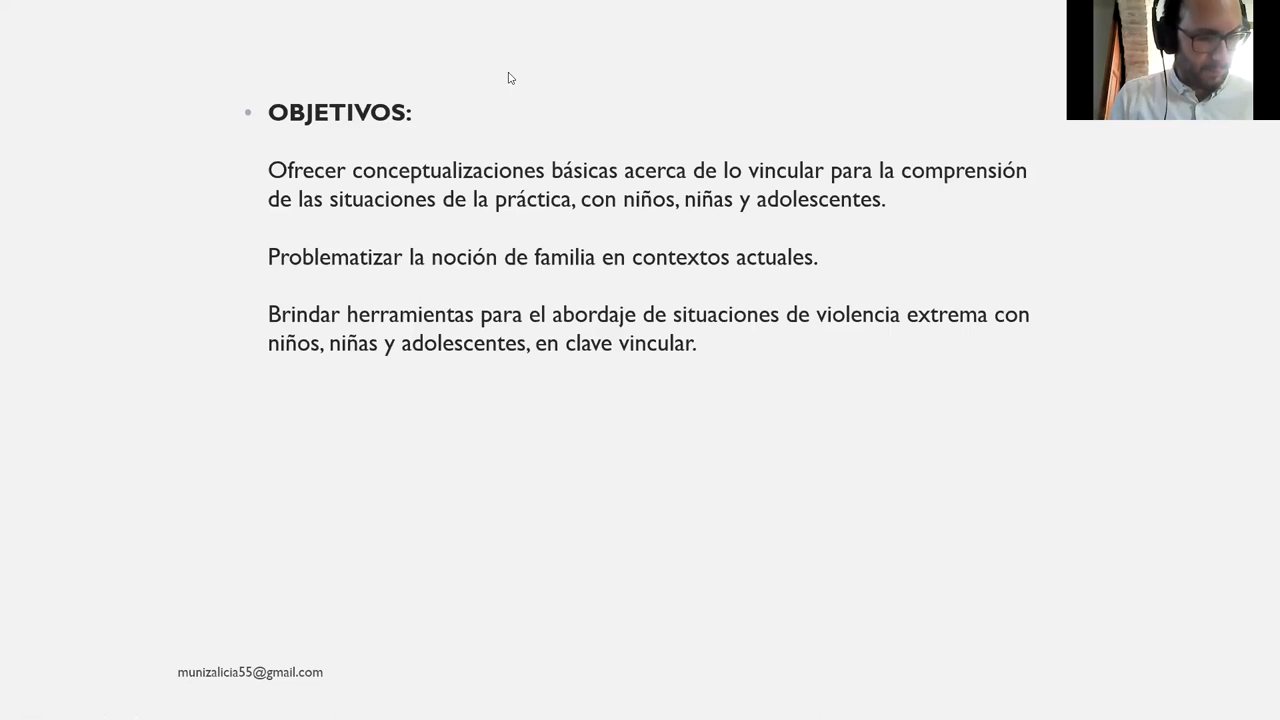 • OBJETIVOS:
Ofrecer conceptualizaciones básicas acerca de lo vincular para la comprensión
de las situaciones de la práctica, con niños, niñas y adolescentes.
Problematizar la noción de familia en contextos actuales.
Brindar herramientas para el abordaje de situaciones de violencia extrema con
niños, niñas y adolescentes, en clave vincular.
munizalicia55@gmail.com